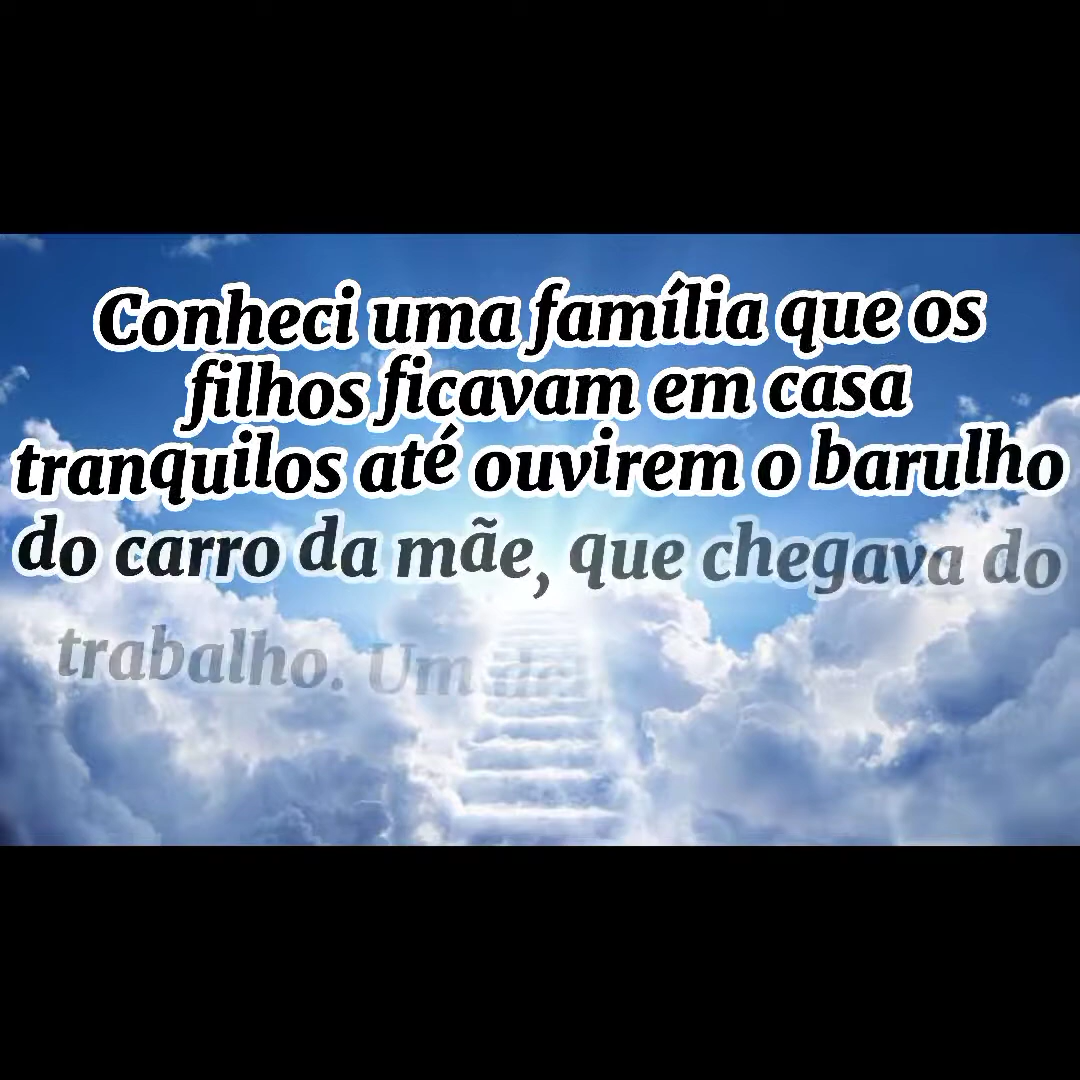 Conheci uma família que os
filhos ficavam em casa
tranquilos até ouvirem o barulho
do carro da mãe, que chegava do
trabalho. Um